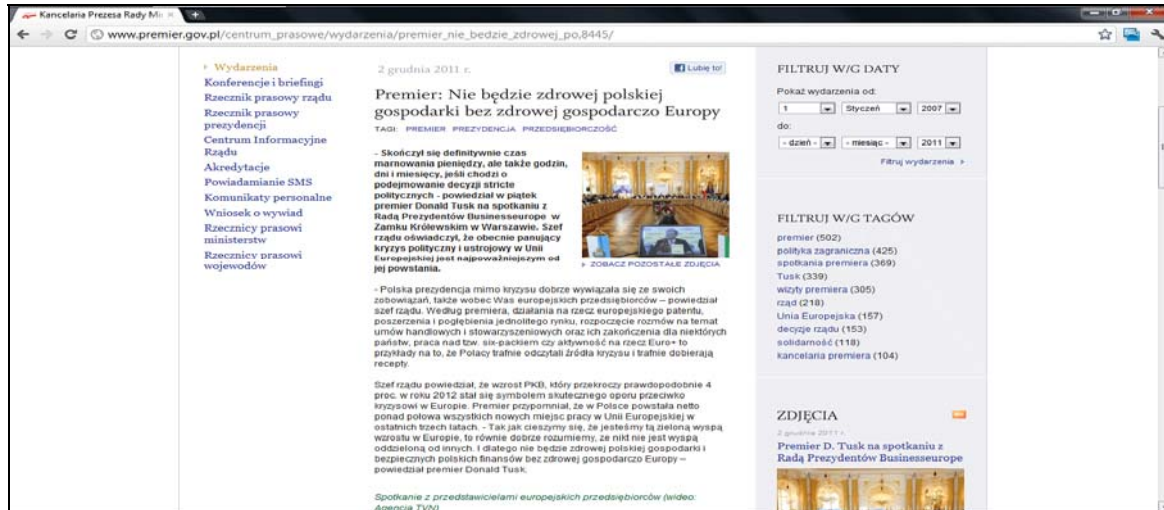 Kancelaria Prezesa Rady Mi
www.premier.gov.pl/centrum_prasowe/wydarzenia/premier_nie_bedzie_zdrowej_po,8445/
Wydarzenia
Konferencje i briefingi
Rzecznik prasowy rządu
Rzecznik prasowy
prezydencji
Centrum Informacyjne
Rządu
Akredytacje
Powiadamianie SMS
Komunikaty personalne
Wniosek o wywiad
Rzecznicy prasowi
ministerstw
Rzecznicy prasowi
wojewodów
2 grudnia 2011 r.
Lubię to!
Premier: Nie będzie zdrowej polskiej
gospodarki bez zdrowej gospodarczo Europy
TAGI: PREMIER PREZYDENCJA PRZEDSIĘBIORCZOŚĆ
- Skończył się definitywnie czas
marnowania pieniędzy, ale także godzin,
dni i miesięcy, jeśli chodzi o
podejmowanie decyzji stricte
politycznych - powiedział w piątek
premier Donald Tusk na spotkaniu z
Radą Prezydentów Businesseurope w
Zamku Królewskim w Warszawie. Szef
rządu oświadczył, że obecnie panujący
kryzys polityczny i ustrojowy w Unii
Europejskiej jest najpoważniejszym od
jej powstania.
ZOBACZ POZOSTAŁE ZDJĘCIA
- Polska prezydencja mimo kryzysu dobrze wywiązała się ze swoich
zobowiązań, także wobec Was europejskich przedsiębiorców – powiedział
szef rządu. Według premiera, działania na rzecz europejskiego patentu,
poszerzenia i pogłębienia jednolitego rynku, rozpoczęcie rozmów na temat
umów handlowych i stowarzyszeniowych oraz ich zakończenia dla niektórych
państw, praca nad tzw. six-packiem czy aktywność na rzecz Euro+ to
przykłady na to, że Polacy trafnie odczytali źródła kryzysu i trafnie dobierają
recepty.
Szef rządu powiedział, że wzrost PKB, który przekroczy prawdopodobnie 4
proc. w roku 2012 stał się symbolem skutecznego oporu przeciwko
kryzysowi w Europie. Premier przypomniał, że w Polsce powstała netto
ponad połowa wszystkich nowych miejsc pracy w Unii Europejskiej w
ostatnich trzech latach. - Tak jak cieszymy się, że jesteśmy tą zieloną wyspą
wzrostu w Europie, to równie dobrze rozumiemy, ze nikt nie jest wyspą
oddzieloną od innych. I dlatego nie będzie zdrowej polskiej gospodarki i
bezpiecznych polskich finansów bez zdrowej gospodarczo Europy –
powiedział premier Donald Tusk.
Spotkanie z przedstawicielami europejskich przedsiębiorców (wideo:
Agencja TVN)
FILTRUJ W/G DATY
Pokaż wydarzenia od:
1 Styczeń 2007
do:
- dzień - - miesiąc - 2011
Filtruj wydarzenia
FILTRUJ W/G TAGÓW
premier (502)
polityka zagraniczna (425)
spotkania premiera (369)
Tusk (339)
wizyty premiera (305)
rząd (218)
Unia Europejska (157)
decyzje rządu (153)
solidarność (118)
kancelaria premiera (104)
ZDJĘCIA
2 grudnia 2011 r.
Premier D. Tusk na spotkaniu z
Radą Prezydentów Businesseurope